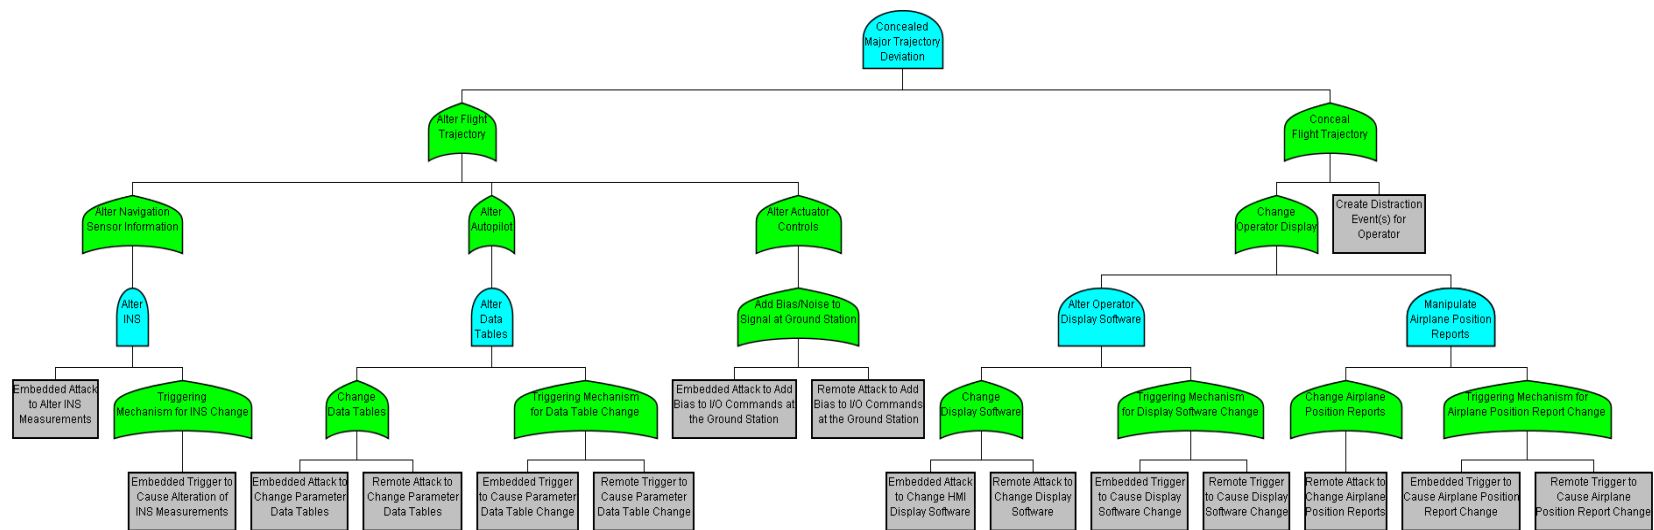 Concealed
Major Trajectory
Deviation
Alter Flight
Trajectory
Conceal
Flight Trajectory
Alter Navigation
Sensor Information
Alter
Autopilot
Alter Actuator
Controls
Change
Operator Display
Create Distraction
Event(s) for
Operator
Alter
INS
Alter
Data
Tables
Add Bias/Noise to
Signal at Ground Station
Alter Operator
Display Software
Manipulate
Airplane Position
Reports
Embedded Attack
to Alter INS
Measurements
Triggering
Mechanism for INS Change
Change
Data Tables
Triggering Mechanism
for Data Table Change
Embedded Attack to Add
Bias to I/O Commands at
the Ground Station
Remote Attack to Add
Bias to I/O Commands
at the Ground Station
Change
Display Software
Triggering Mechanism
for Display Software Change
Change Airplane
Position Reports
Triggering Mechanism for
Airplane Position Report Change
Embedded Trigger to
Cause Alteration of
INS Measurements
Embedded Attack to
Change Parameter
Data Tables
Remote Attack to
Change Parameter
Data Tables
Embedded Trigger
to Cause Parameter
Data Table Change
Remote Trigger
to Cause Parameter
Data Table Change
Embedded Attack
to Change HMI
Display Software
Remote Attack to
Change Display
Software
Embedded Trigger
to Cause Display
Software Change
Remote Trigger
to Cause Display
Software Change
Remote Attack to
Change Airplane
Position Reports
Embedded Trigger to
Cause Airplane Position
Report Change
Remote Trigger to
Cause Airplane
Position Report Change